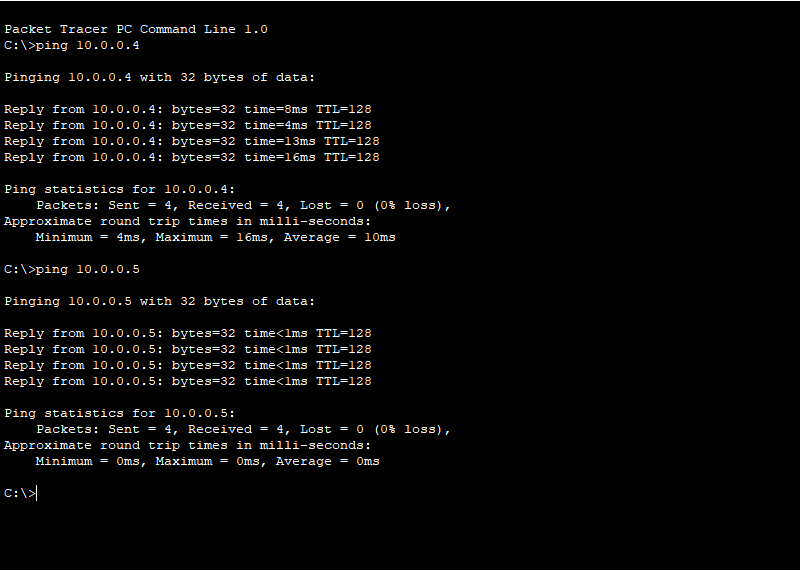 Packet Tracer PC Command Line 1.0
C:\>ping 10.0.0.4
Pinging 10.0.0.4 with 32 bytes of data:
Reply from 10.0.0.4: bytes=32 time=8ms TTL=128
Reply from 10.0.0.4: bytes=32 time=4ms TTL=128
Reply from 10.0.0.4: bytes=32 time=13ms TTL=128
Reply from 10.0.0.4: bytes=32 time=16ms TTL=128
Ping statistics for 10.0.0.4:
Packets: Sent = 4, Received = 4, Lost = 0 (0% loss),
Approximate round trip times in milli-seconds:
Minimum = 4ms, Maximum = 16ms, Average = 10ms
C:\>ping 10.0.0.5
Pinging 10.0.0.5 with 32 bytes of data:
Reply from 10.0.0.5: bytes=32 time<1ms TTL=128
Reply from 10.0.0.5: bytes=32 time<1ms TTL=128
Reply from 10.0.0.5: bytes=32 time<1ms TTL=128
Reply from 10.0.0.5: bytes=32 time<1ms TTL=128
Ping statistics for 10.0.0.5:
Packets: Sent = 4, Received = 4, Lost = 0 (0% loss),
Approximate round trip times in milli-seconds:
Minimum = 0ms, Maximum = 0ms, Average = 0ms
C:\>